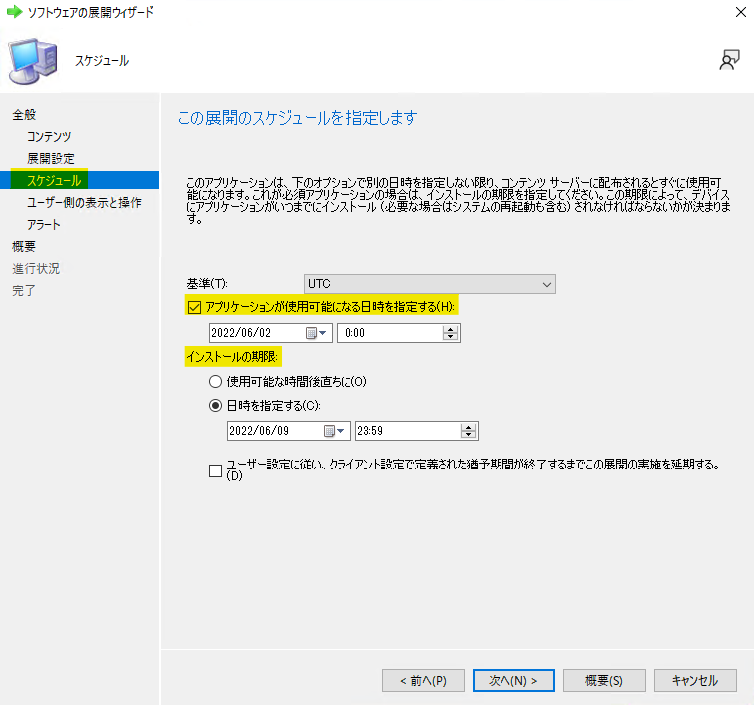 ソフトウェアの展開ウィザード
スケジュール
全般
コンテンツ
展開設定
スケジュール
ユーザー側の表示と操作
アラート
概要
進行状況
完了
この展開のスケジュールを指定します
このアプリケーションは、下のオプションで別の日時を指定しない限り、コンテンツ サーバーに配布されるとすぐに使用可
能になります。これが必須アプリケーションの場合は、インストールの期限を指定してください。この期限によって、デバイス
にアプリケーションがいつまでにインストール (必要な場合はシステムの再起動も含む) されなければならないかが決まりま
す。
基準(T):
UTC
アプリケーションが使用可能になる日時を指定する(H):
2022/06/02
0:00
インストールの期限:
使用可能な時間後直ちに(O)
日時を指定する(C):
2022/06/09
23:59
ユーザー設定に従い、クライアント設定で定義された猶予期間が終了するまでこの展開の実施を延期する。
(D)
< 前へ(P)
次へ(N) >
概要(S)
キャンセル